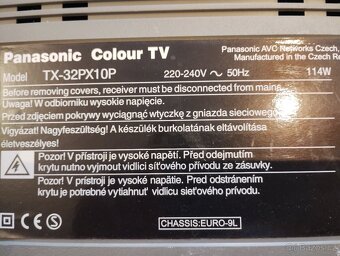 Panasonic Colour TV
Panasonic AVC Networks Czech,
Manufactured in the Czech Re
Model TX-32PX10P 220-240V ∿ 50Hz 114W
Before removing covers, receiver must be disconnected from mains.
Uwaga! W odbiorniku wysokie napięcie.
Przed zdjęciem pokrywy wyciągnąć wtyczkę z gniazda sieciowego.
Vigyázat! Nagyfeszültség! A készülék burkolatának eltávolítása
életveszélyes!
Pozor! V přístroji je vysoké napětí. Před odejmutím
krytu nutno vyjmout vidlici síťového přívodu ze zásuvky.
Pozor! V prístroji je vysoké napätie. Pred odobratím
krytu je potrebné vytiahnuť vidlicu sieťového prívodu.
CHASSIS:EURO-9L